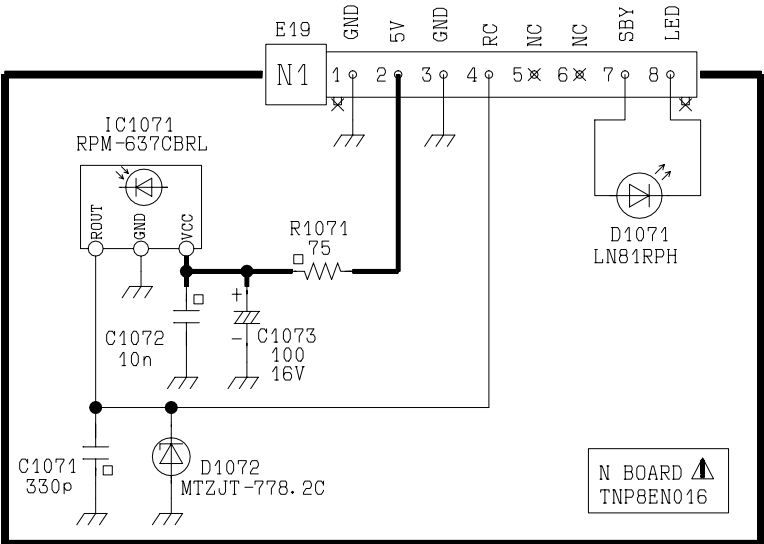 E19
GND
5V
GND
RC
NC
NC
SBY
LED
N1
1
2
3
4
5
6
7
8
IC1071
RPM-637CBRL
ROUT
GND
VCC
R1071
75
D1071
LN81RPH
+
-
C1072
10n
C1073
100
16V
C1071
330p
D1072
MTZJT-778.2C
N BOARD
TNP8EN016